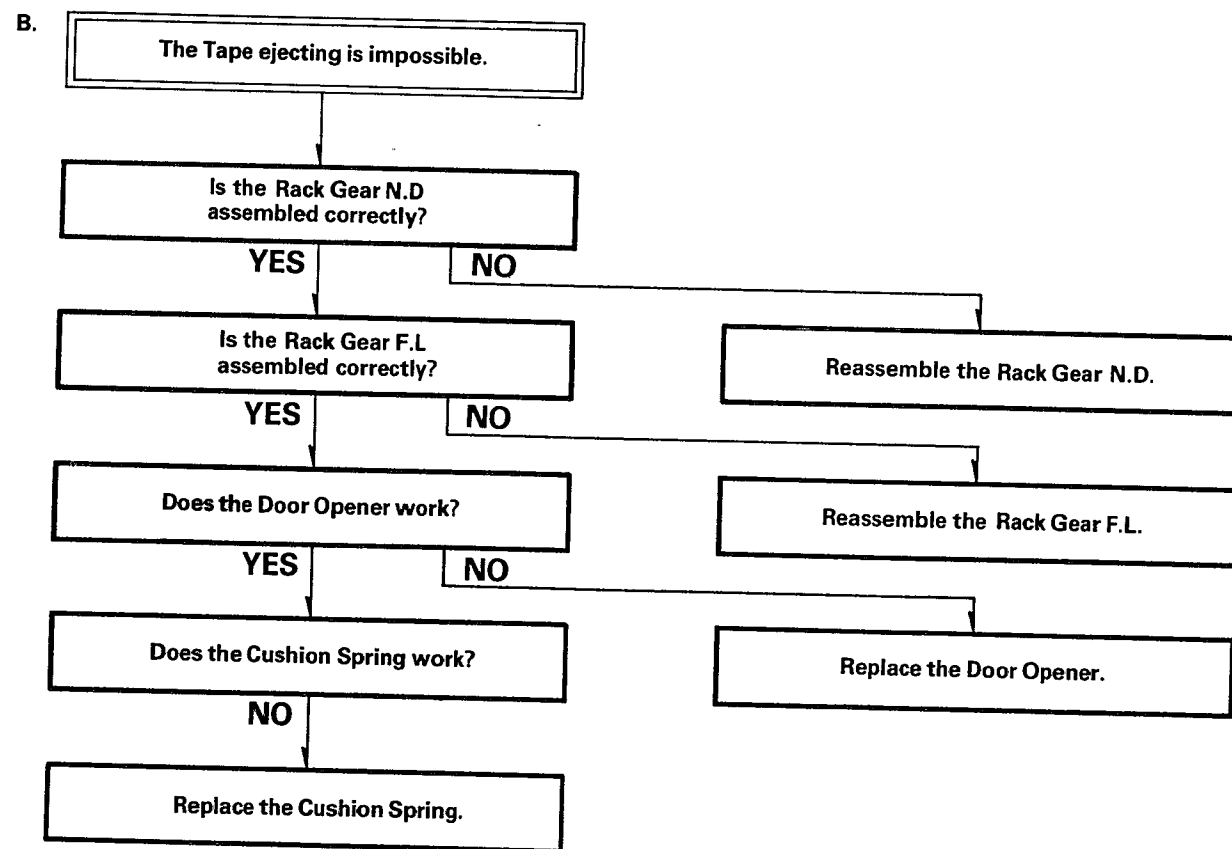 B.
The Tape ejecting is impossible.
Is the Rack Gear N.D
assembled correctly?
YES
NO
Is the Rack Gear F.L
assembled correctly?
Reassemble the Rack Gear N.D.
YES
NO
Does the Door Opener work?
Reassemble the Rack Gear F.L.
YES
NO
Does the Cushion Spring work?
Replace the Door Opener.
NO
Replace the Cushion Spring.